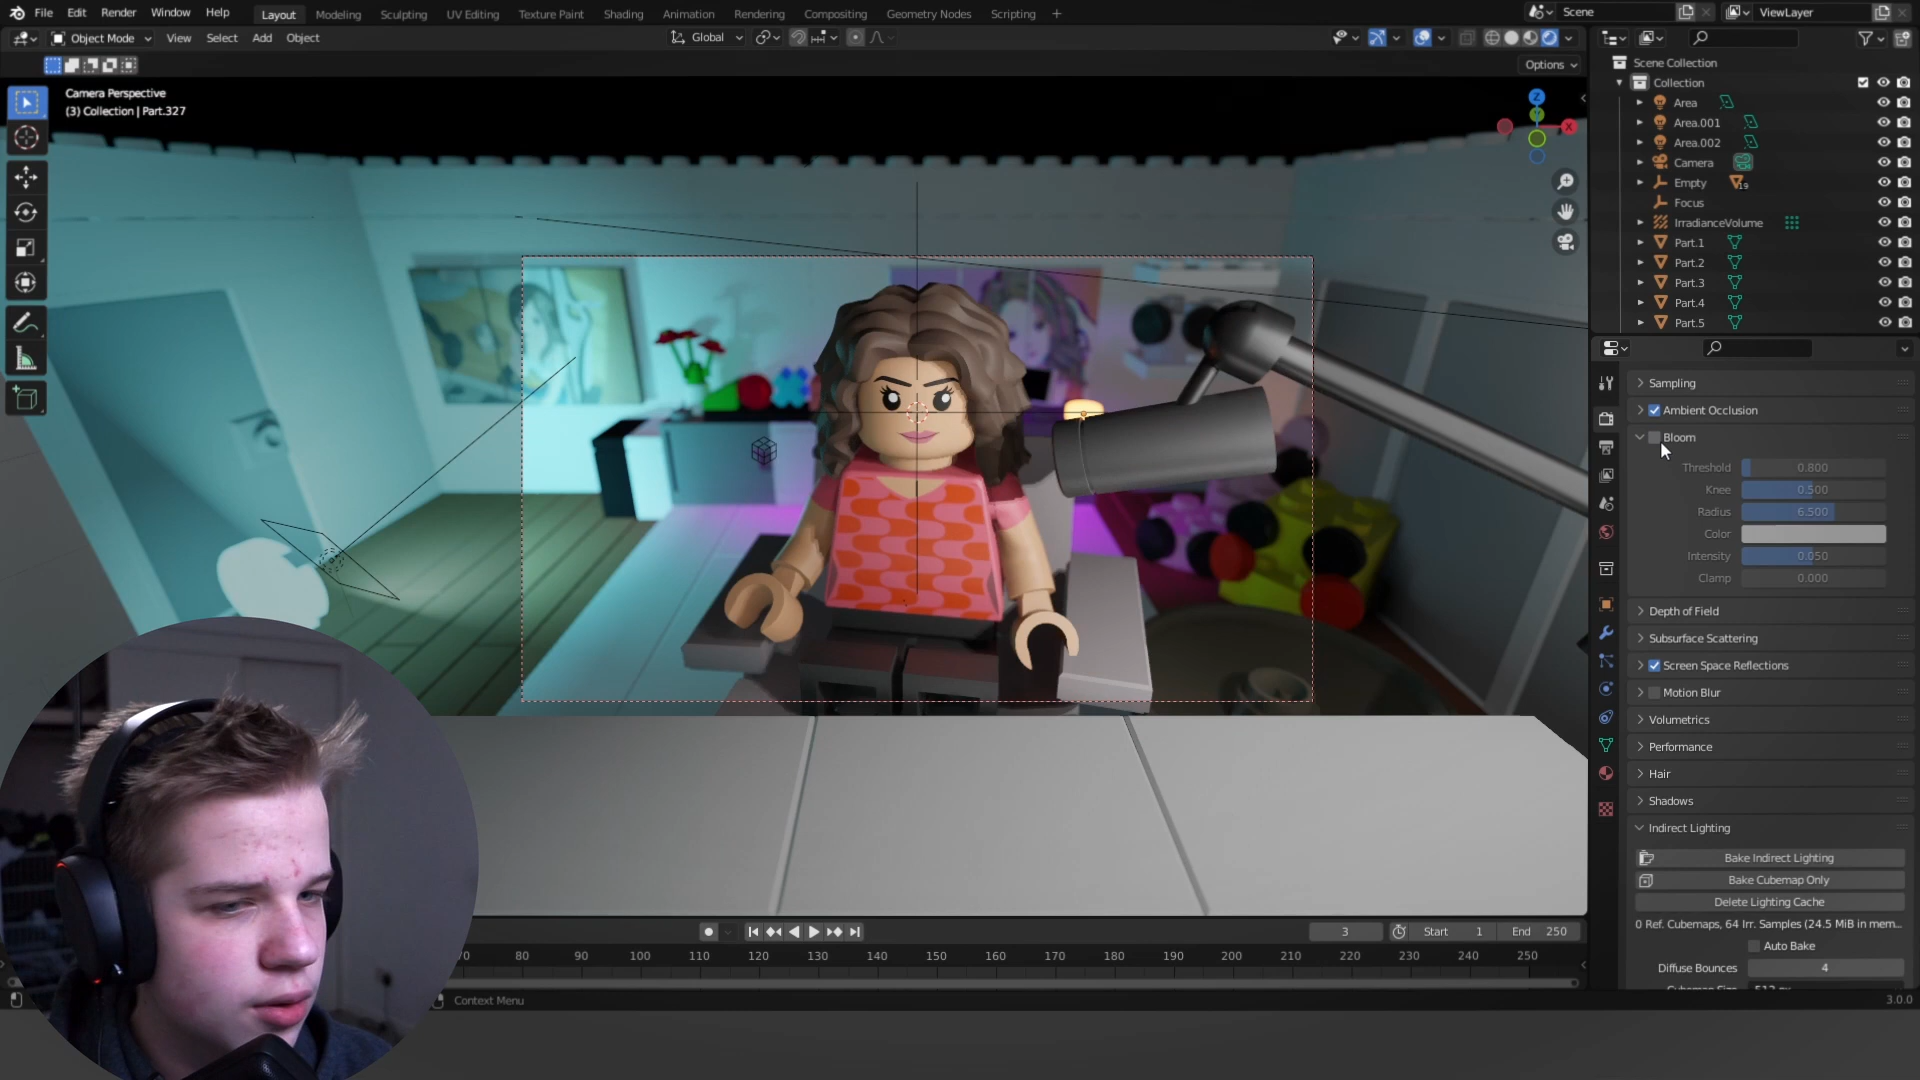 File Edit Render Window Help Layout Modeling Sculpting UV Editing Texture Paint Shading Animation Rendering Compositing Geometry Nodes Scripting + Scene ViewLayer
Object Mode View Select Add Object Global
Options
Camera Perspective
(3) Collection | Part.327
Z
X
Scene Collection
Collection
Area
Area.001
Area.002
Camera
Empty 19
Focus
IrradianceVolume
Part.1
Part.2
Part.3
Part.4
Part.5
Sampling
Ambient Occlusion
Bloom
Threshold 0.800
Knee 0.500
Radius 6.500
Color
Intensity 0.050
Clamp 0.000
Depth of Field
Subsurface Scattering
Screen Space Reflections
Motion Blur
Volumetrics
Performance
Hair
Shadows
Indirect Lighting
Bake Indirect Lighting
Bake Cubemap Only
Delete Lighting Cache
0 Ref. Cubemaps, 64 Irr. Samples (24.5 MiB in mem...
Auto Bake
Diffuse Bounces 4
3 Start 1 End 250
70 80 90 100 110 120 130 140 150 160 170 180 190 200 210 220 230 240 250
Context Menu
3.0.0